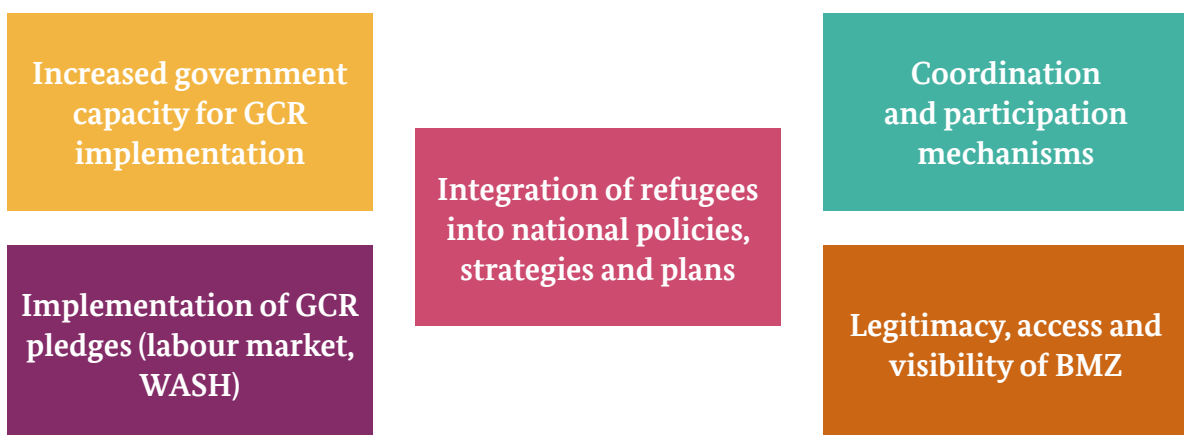 Increased government
capacity for GCR
implementation
Implementation of GCR
pledges (labour market,
WASH)
Integration of refugees
into national policies,
strategies and plans
Coordination
and participation
mechanisms
Legitimacy, access and
visibility of BMZ